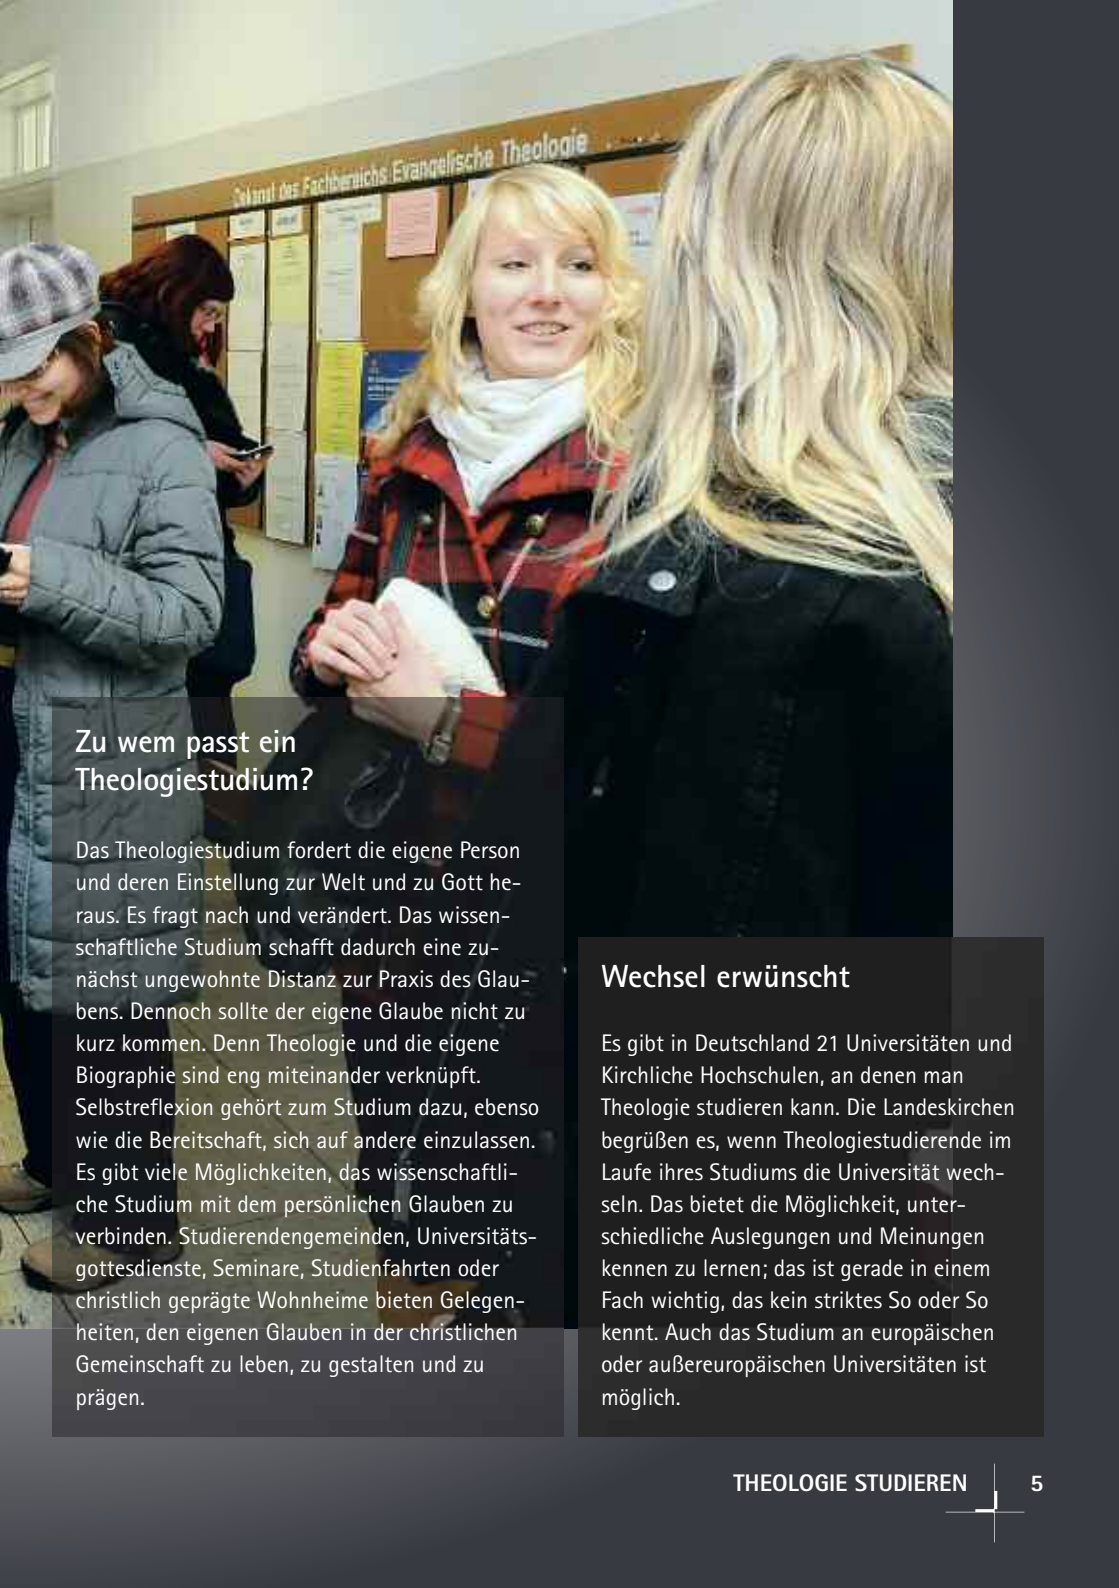 Dekanat des Fachbereichs Evangelische Theologie
Zu wem passt ein
Theologiestudium?
Das Theologiestudium fordert die eigene Person
und deren Einstellung zur Welt und zu Gott he-
raus. Es fragt nach und verändert. Das wissen-
schaftliche Studium schafft dadurch eine zu-
nächst ungewohnte Distanz zur Praxis des Glau-
bens. Dennoch sollte der eigene Glaube nicht zu
kurz kommen. Denn Theologie und die eigene
Biographie sind eng miteinander verknüpft.
Selbstreflexion gehört zum Studium dazu, ebenso
wie die Bereitschaft, sich auf andere einzulassen.
Es gibt viele Möglichkeiten, das wissenschaftli-
che Studium mit dem persönlichen Glauben zu
verbinden. Studierendengemeinden, Universitäts-
gottesdienste, Seminare, Studienfahrten oder
christlich geprägte Wohnheime bieten Gelegen-
heiten, den eigenen Glauben in der christlichen
Gemeinschaft zu leben, zu gestalten und zu
prägen.
Wechsel erwünscht
Es gibt in Deutschland 21 Universitäten und
Kirchliche Hochschulen, an denen man
Theologie studieren kann. Die Landeskirchen
begrüßen es, wenn Theologiestudierende im
Laufe ihres Studiums die Universität wech-
seln. Das bietet die Möglichkeit, unter-
schiedliche Auslegungen und Meinungen
kennen zu lernen; das ist gerade in einem
Fach wichtig, das kein striktes So oder So
kennt. Auch das Studium an europäischen
oder außereuropäischen Universitäten ist
möglich.
THEOLOGIE STUDIEREN 5